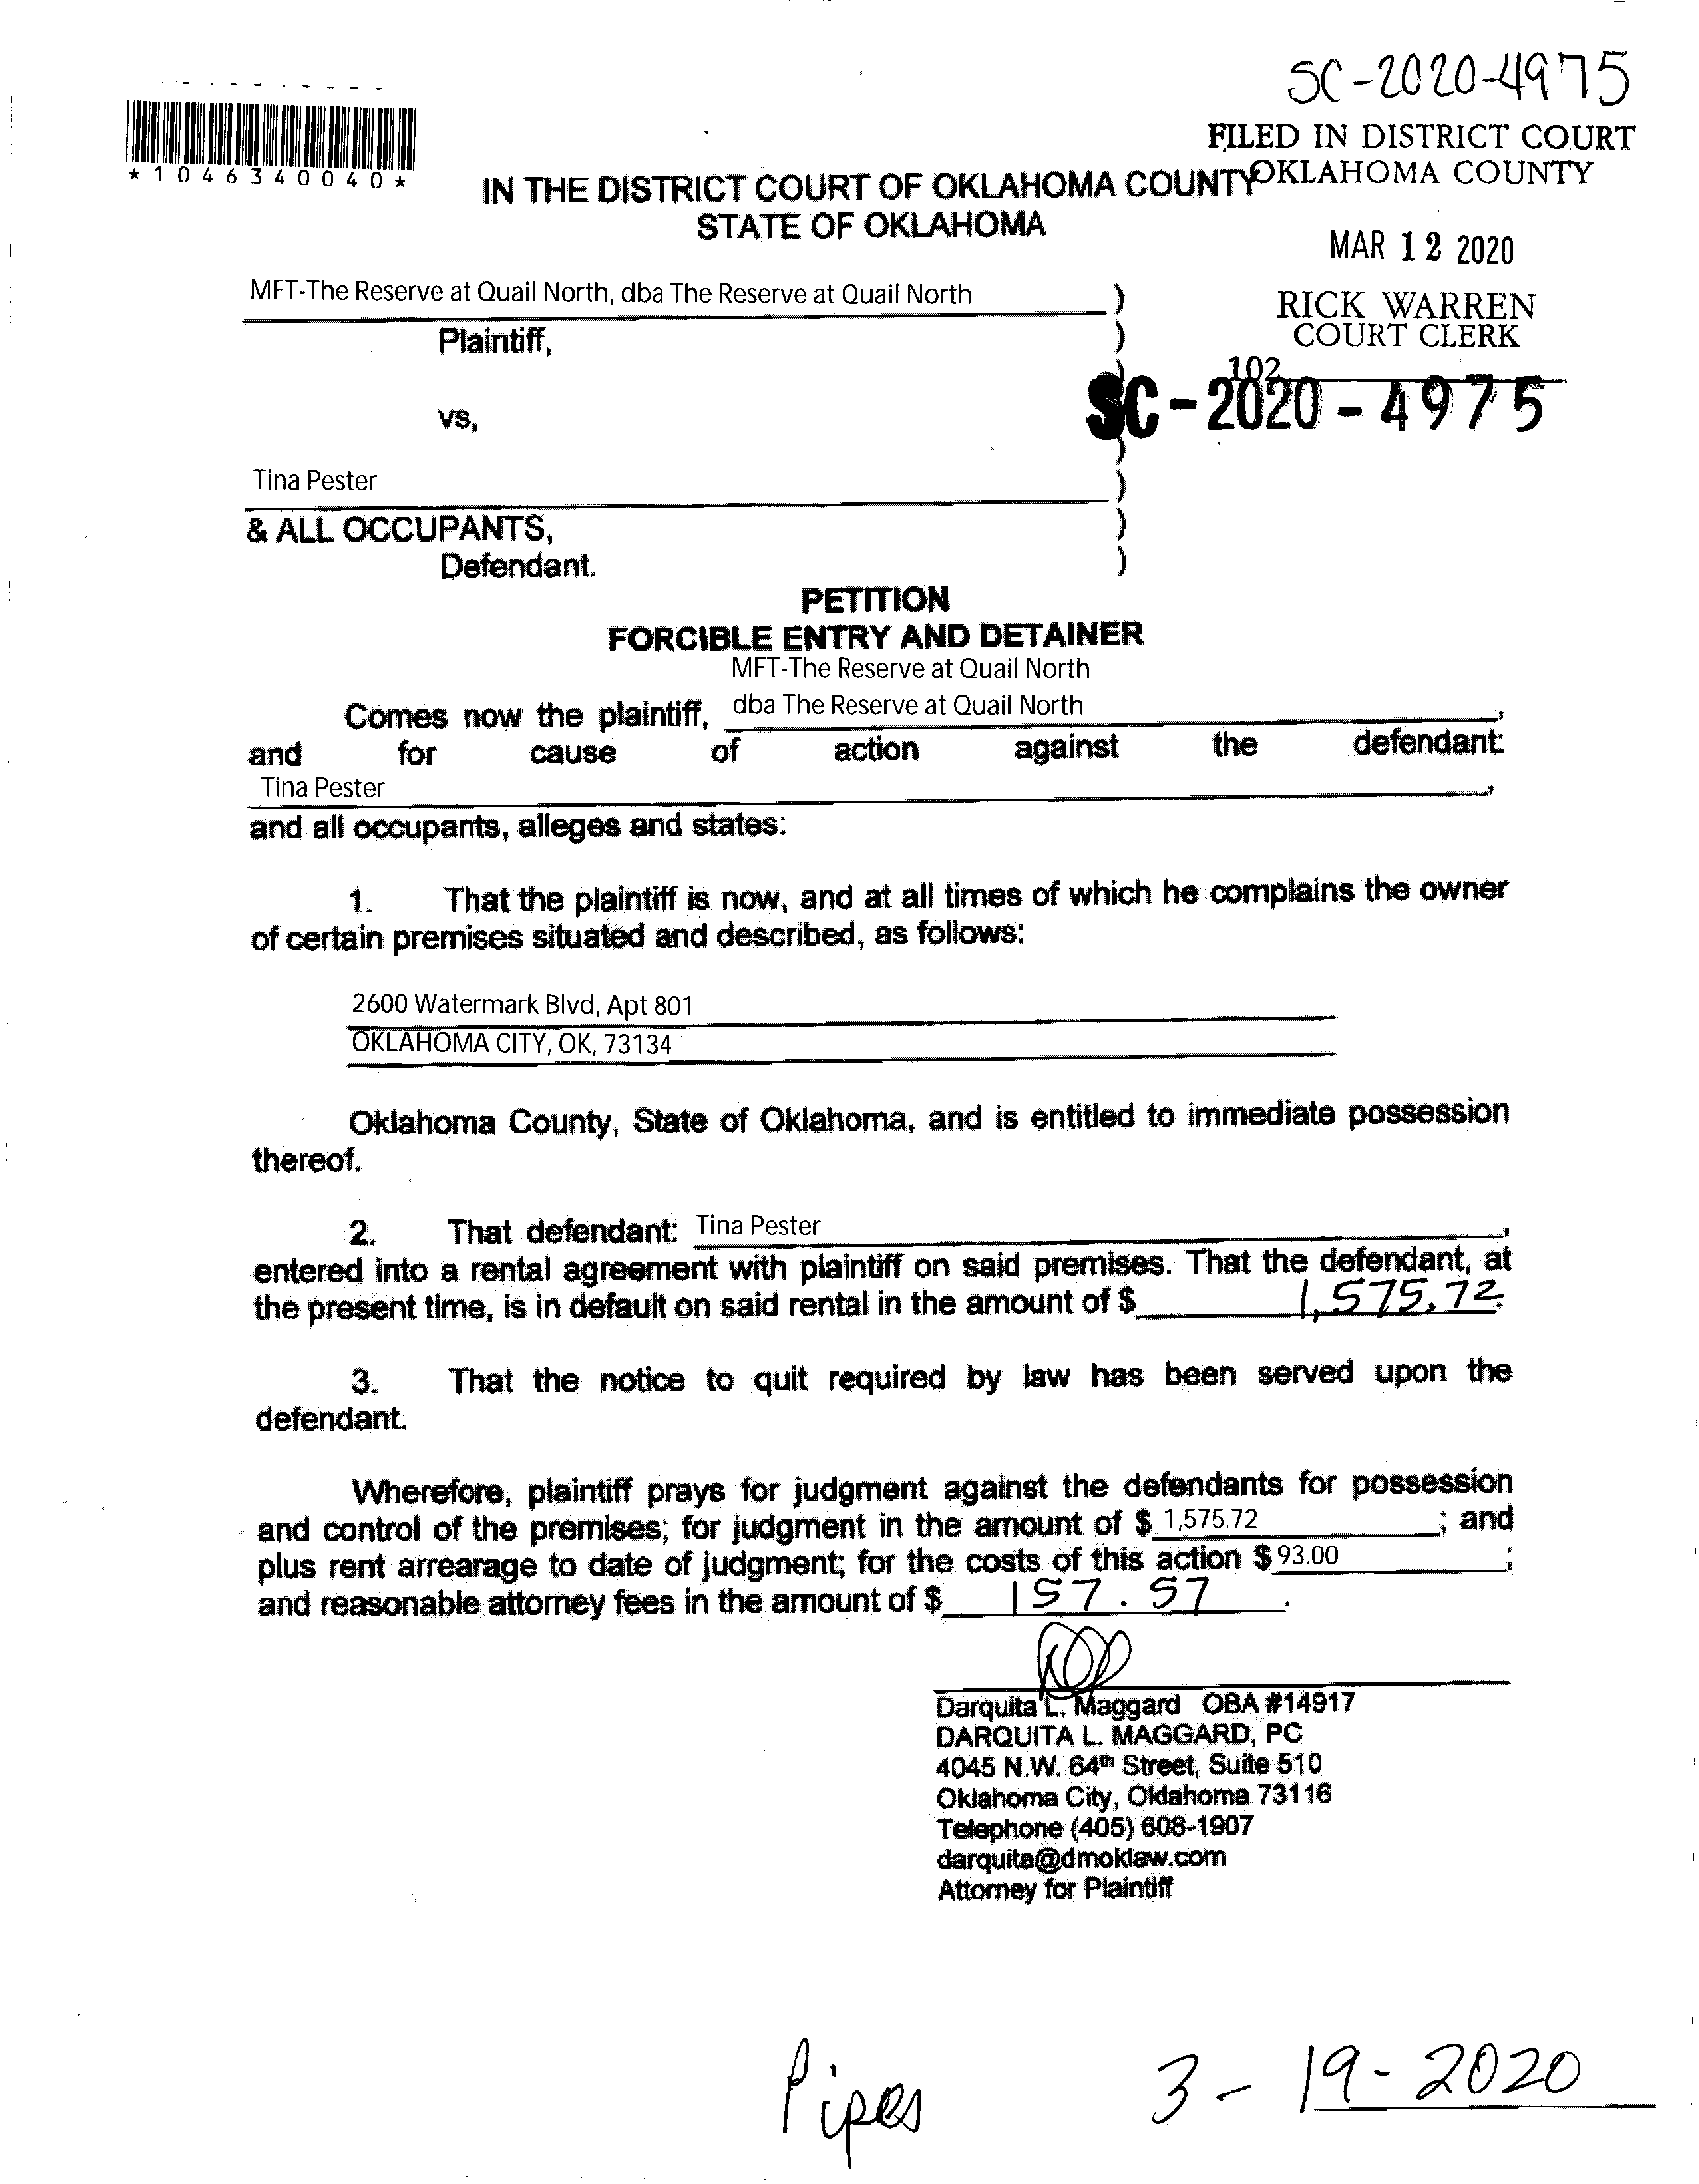 SC-2020-4975
FILED IN DISTRICT COURT
OKLAHOMA COUNTY
*1046340040*
IN THE DISTRICT COURT OF OKLAHOMA COUNTY
STATE OF OKLAHOMA
MAR 12 2020
MFT-The Reserve at Quail North, dba The Reserve at Quail North )
RICK WARREN
COURT CLERK
Plaintiff, )
102
SC-2020-4975
vs,
)
Tina Pester )
& ALL OCCUPANTS, )
Defendant. )
PETITION
FORCIBLE ENTRY AND DETAINER
MFT-The Reserve at Quail North
Comes now the plaintiff, dba The Reserve at Quail North,
and for cause of action against the defendant:
Tina Pester,
and all occupants, alleges and states:
1. That the plaintiff is now, and at all times of which he complains the owner
of certain premises situated and described, as follows:
2600 Watermark Blvd, Apt 801
OKLAHOMA CITY, OK, 73134
Oklahoma County, State of Oklahoma, and is entitled to immediate possession
thereof.
2. That defendant: Tina Pester,
entered into a rental agreement with plaintiff on said premises. That the defendant, at
the present time, is in default on said rental in the amount of $ 1,575.72.
3. That the notice to quit required by law has been served upon the
defendant.
Wherefore, plaintiff prays for judgment against the defendants for possession
and control of the premises; for judgment in the amount of $ 1,575.72; and
plus rent arrearage to date of judgment; for the costs of this action $ 93.00;
and reasonable attorney fees in the amount of $ 157.57.
Darquita L. Maggard OBA #14917
DARQUITA L. MAGGARD, PC
4045 N.W. 64th Street, Suite 510
Oklahoma City, Oklahoma 73116
Telephone (405) 608-1907
darquita@dmoklaw.com
Attorney for Plaintiff
Pipes 3-19-2020